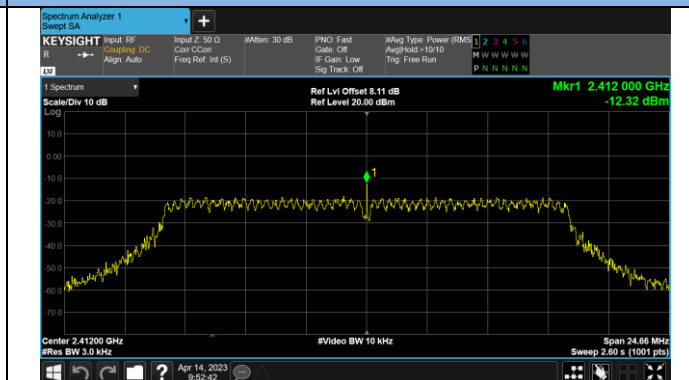 Spectrum Analyzer 1
Swept SA
+
KEYSIGHT Input: RF Input Z: 50 Ω #Atten: 30 dB PNO: Fast #Avg Type: Power (RMS 1 2 3 4 5 6
R Coupling: DC Corr CCorr Gate: Off Avg|Hold:>10/10 M W W W W W
Align: Auto Freq Ref: Int (S) IF Gain: Low Trig: Free Run
Sig Track: Off P N N N N N
LXI
1 Spectrum Ref Lvl Offset 8.11 dB Mkr1 2.412 000 GHz
Scale/Div 10 dB Ref Level 20.00 dBm -12.32 dBm
Log
10.0
0.00
1
-10.0
-20.0
-30.0
-40.0
-50.0
-60.0
-70.0
Center 2.41200 GHz #Video BW 10 kHz Span 24.66 MHz
#Res BW 3.0 kHz Sweep 2.60 s (1001 pts)
? Apr 14, 2023
9:52:42